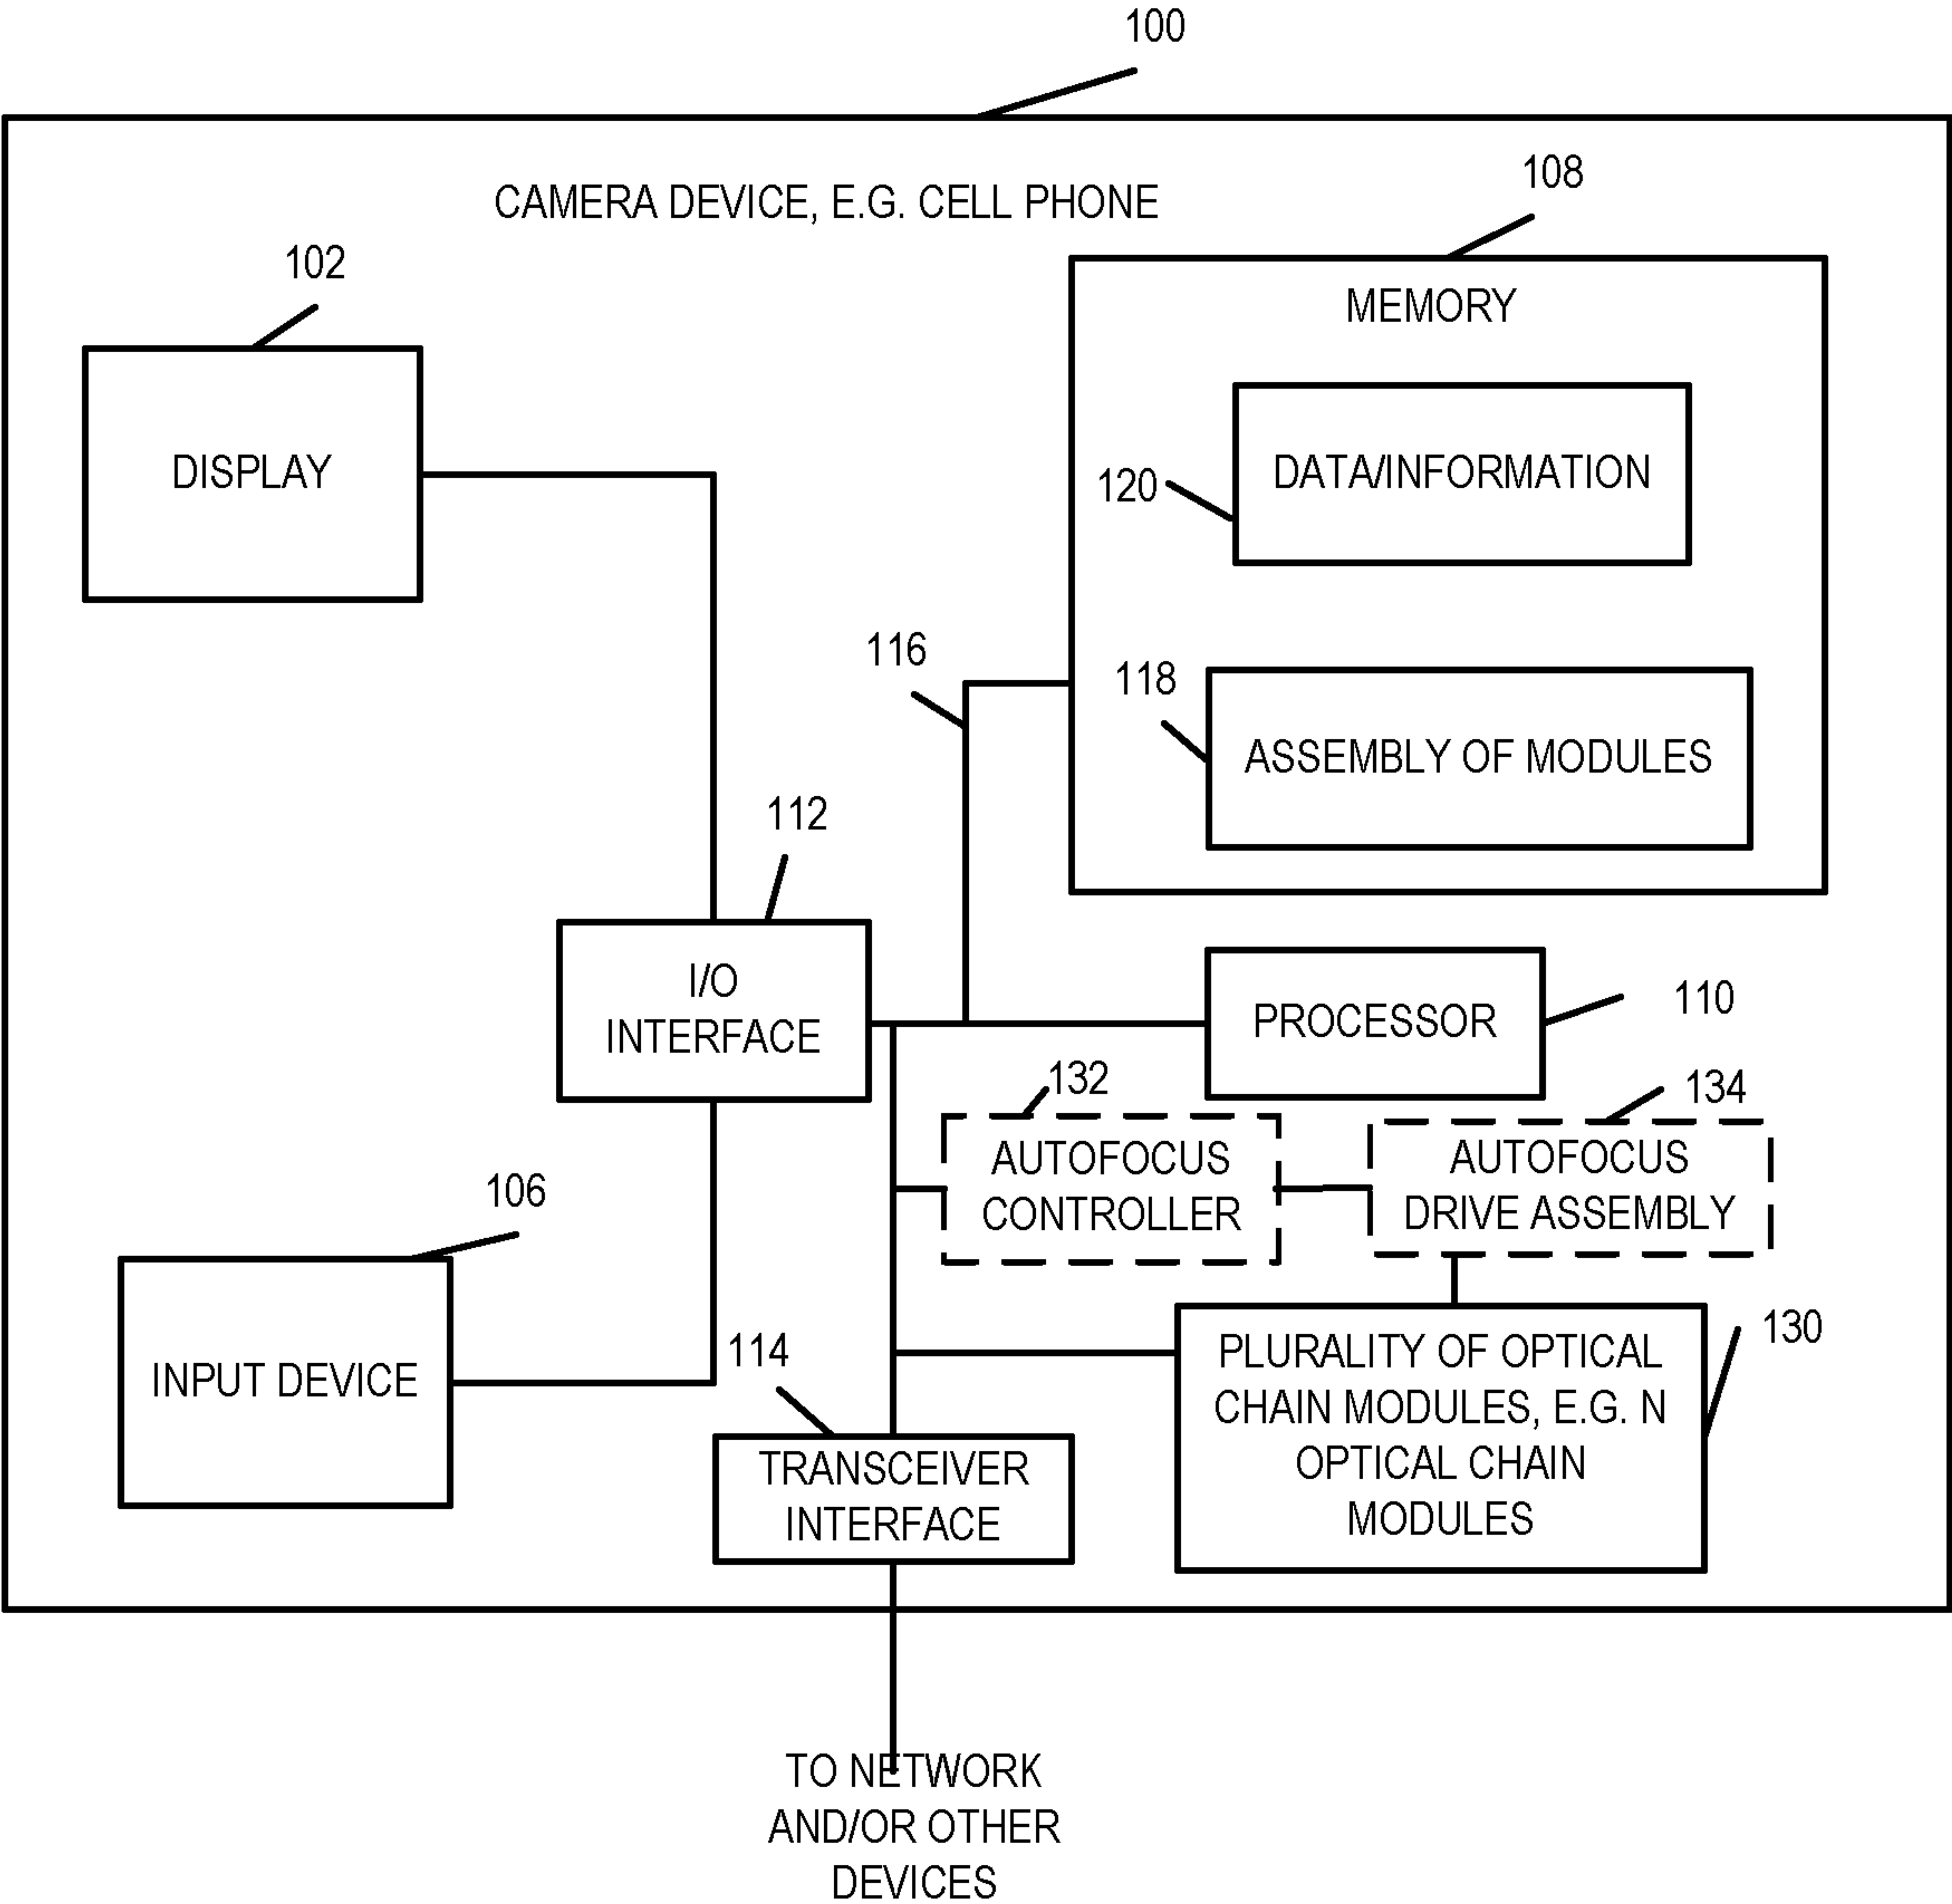 100
CAMERA DEVICE, E.G. CELL PHONE
108
102
MEMORY
DISPLAY
DATA/INFORMATION
120
116
118
ASSEMBLY OF MODULES
112
I/O
INTERFACE
PROCESSOR
110
132
134
AUTOFOCUS
CONTROLLER
AUTOFOCUS
DRIVE ASSEMBLY
106
INPUT DEVICE
114
TRANSCEIVER
INTERFACE
130
PLURALITY OF OPTICAL
CHAIN MODULES, E.G. N
OPTICAL CHAIN
MODULES
TO NETWORK
AND/OR OTHER
DEVICES